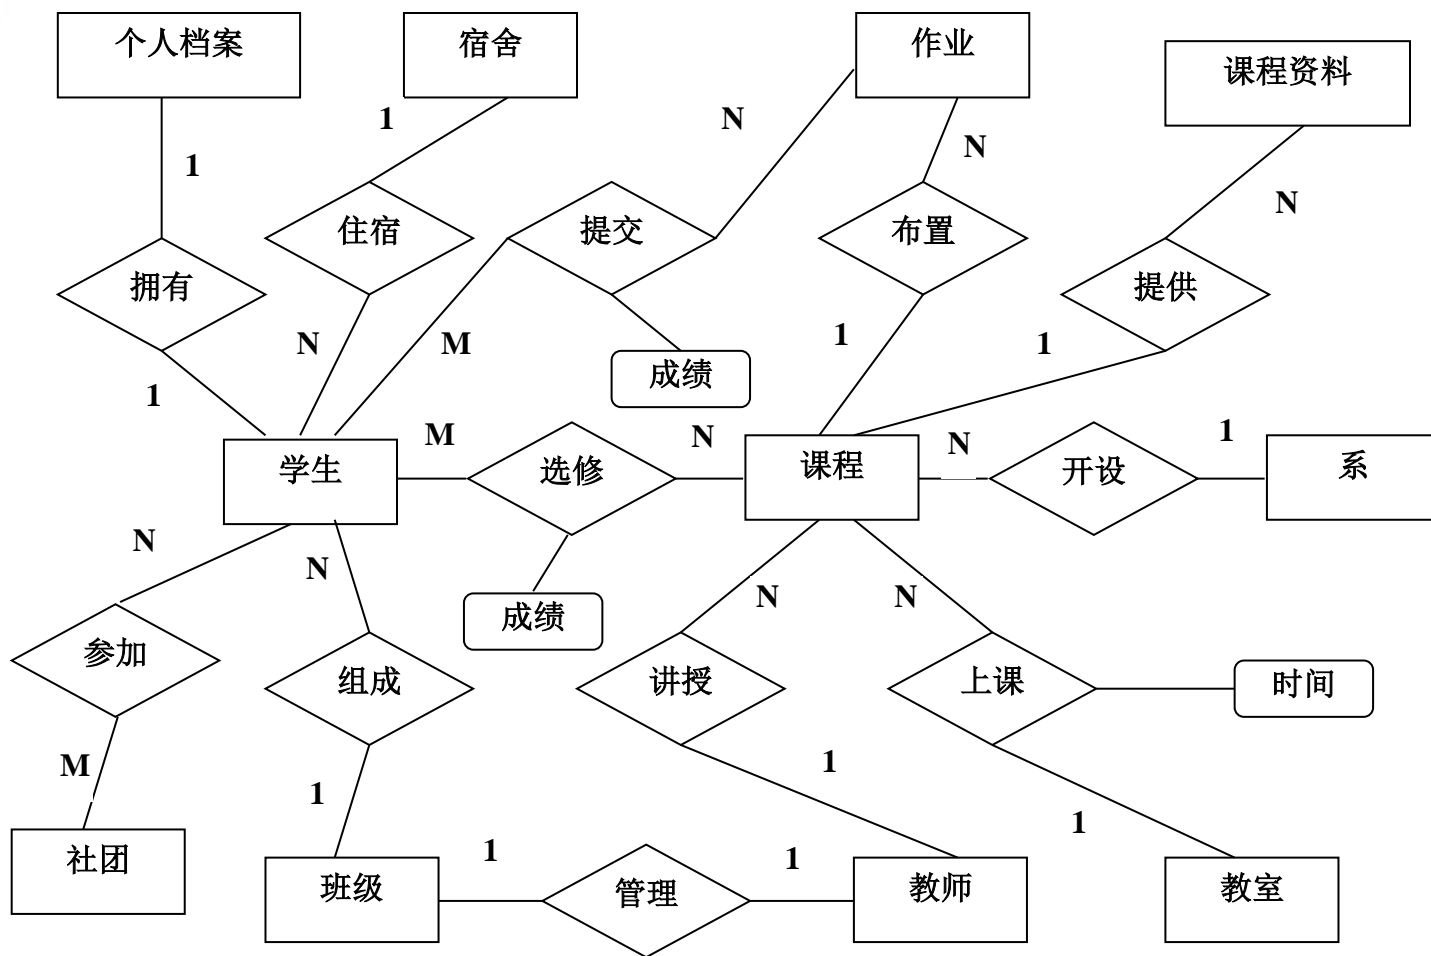 个人档案
宿舍
作业
课程资料
1
1
N
N
N
住宿
提交
布置
拥有
提供
N
M
1
1
1
成绩
M
N
N
1
学生
选修
课程
开设
系
N
N
N
N
成绩
参加
组成
讲授
上课
时间
M
1
1
1
社团
1
1
班级
管理
教师
教室